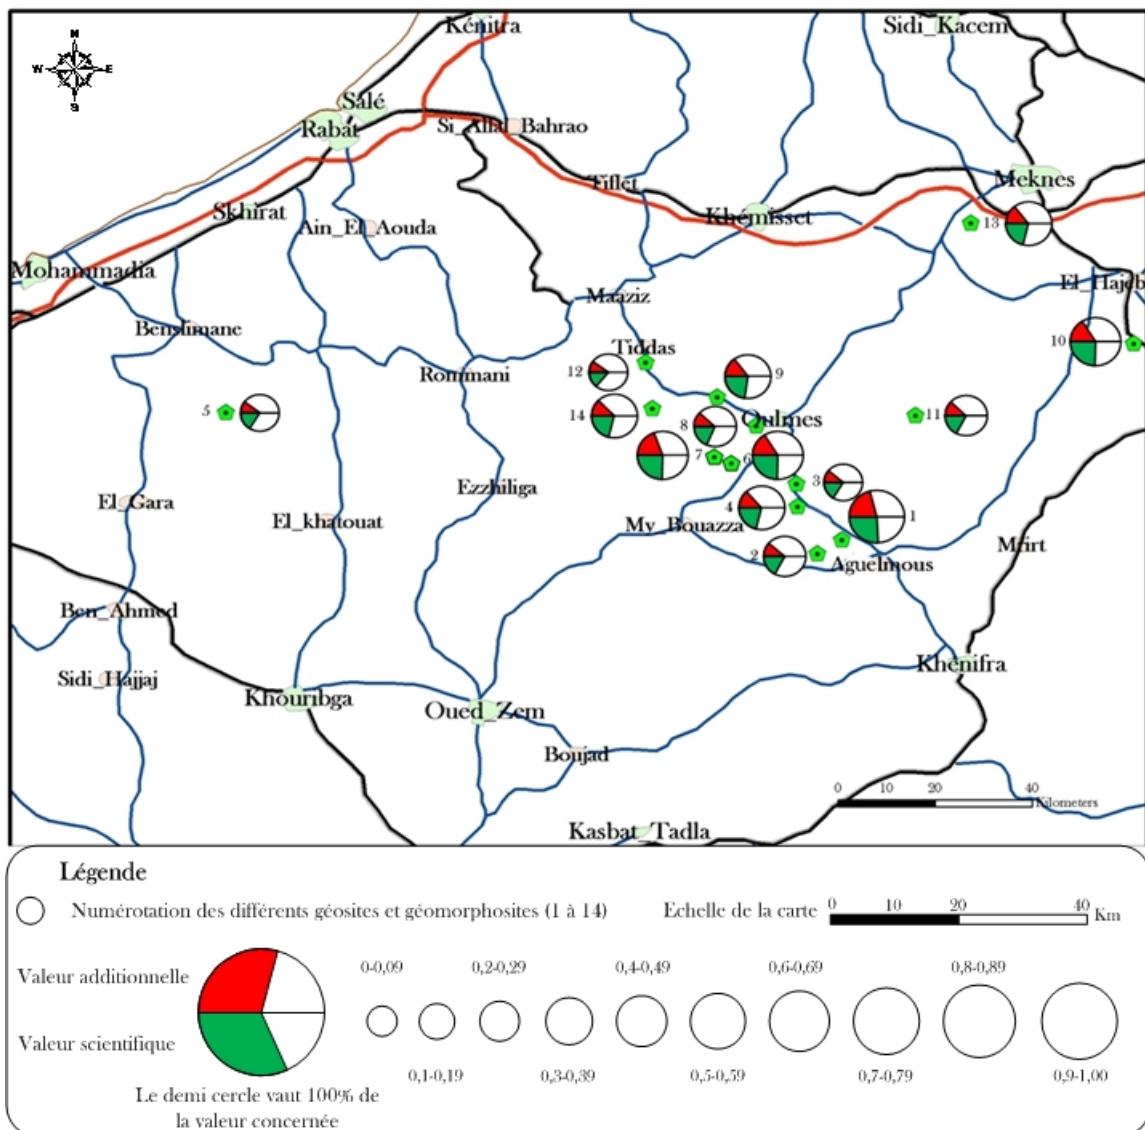 Kénitra
Sidi_Kacem
N
W
E
S
Salé
Rabat
Si_Allal_Bahrao
Tiflet
Meknes
Skhirat
Ain_El_Aouda
Khémisset
13
Mohammadia
El_Hajeb
Maaziz
Benslimane
Tiddas
10
12
Rommani
9
5
14
8
Oulmes
11
7
6
3
El_Gara
Ezzhiliga
4
1
El_khatouat
My_Bouazza
Mrirt
2
Aguelmous
Ben_Ahmed
Khenifra
Sidi_Hajjaj
Khouribga
Oued_Zem
Boujad
0 10 20 40
Kilometers
Kasbat_Tadla
Légende
Numérotation des différents géosites et géomorphosites (1 à 14)
Echelle de la carte
0 10 20 40
Km
Valeur additionnelle
0-0,09
0,2-0,29
0,4-0,49
0,6-0,69
0,8-0,89
Valeur scientifique
0,1-0,19
0,3-0,39
0,5-0,59
0,7-0,79
0,9-1,00
Le demi cercle vaut 100% de
la valeur concernée